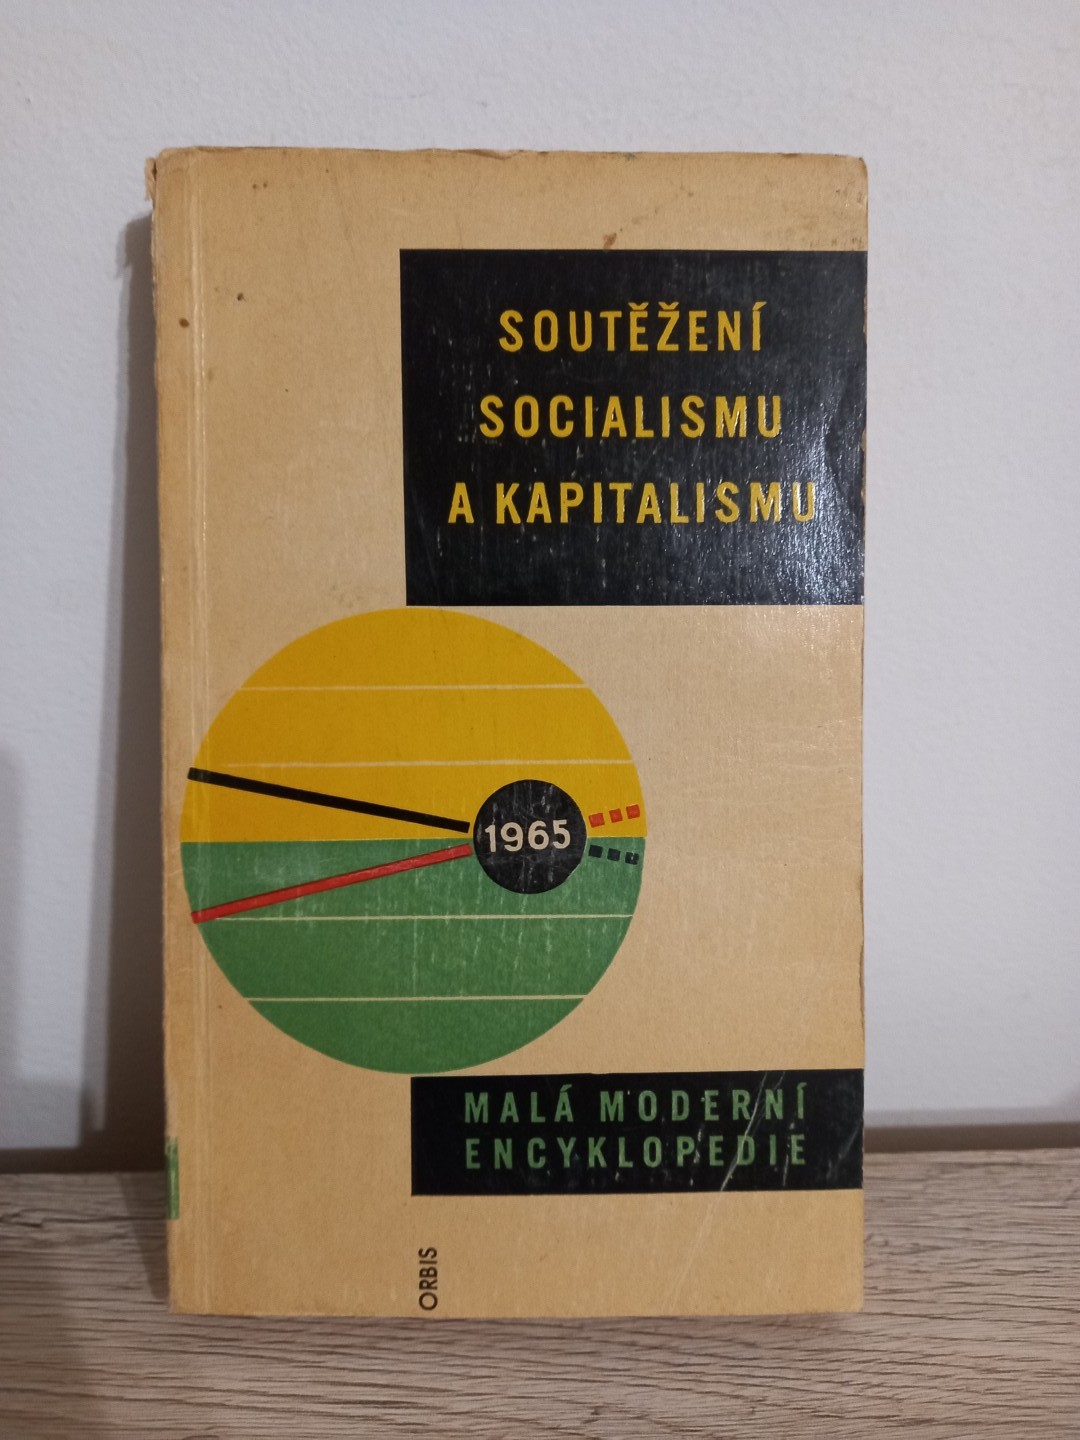 SOUTĚŽENÍ
SOCIALISMU
A KAPITALISMU
1965
MALÁ MODERNÍ
ENCYKLOPEDIE
ORBIS